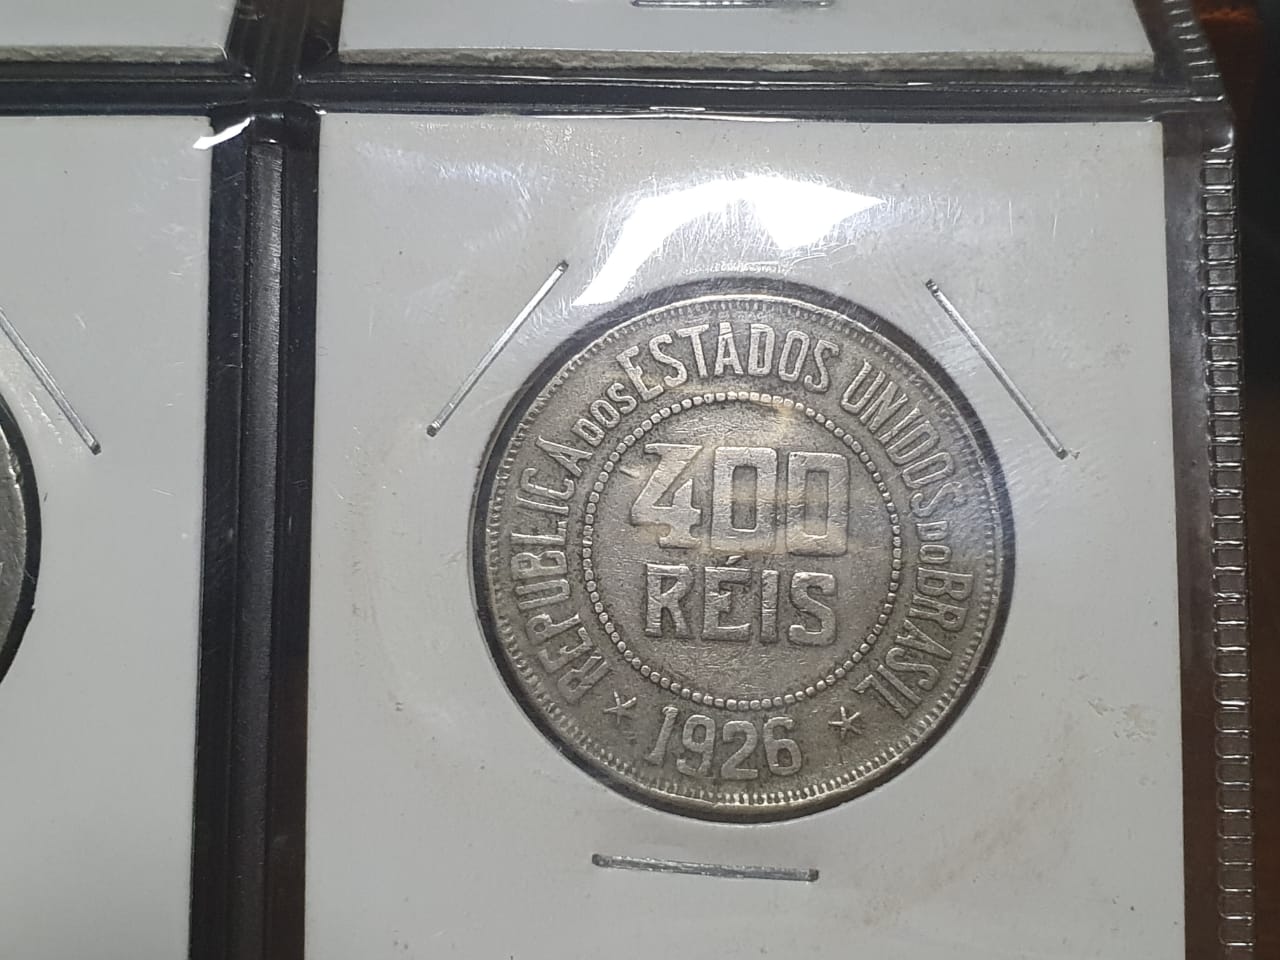 REPUBLICA DOS ESTADOS UNIDOS DO BRASIL
400
RÉIS
1926